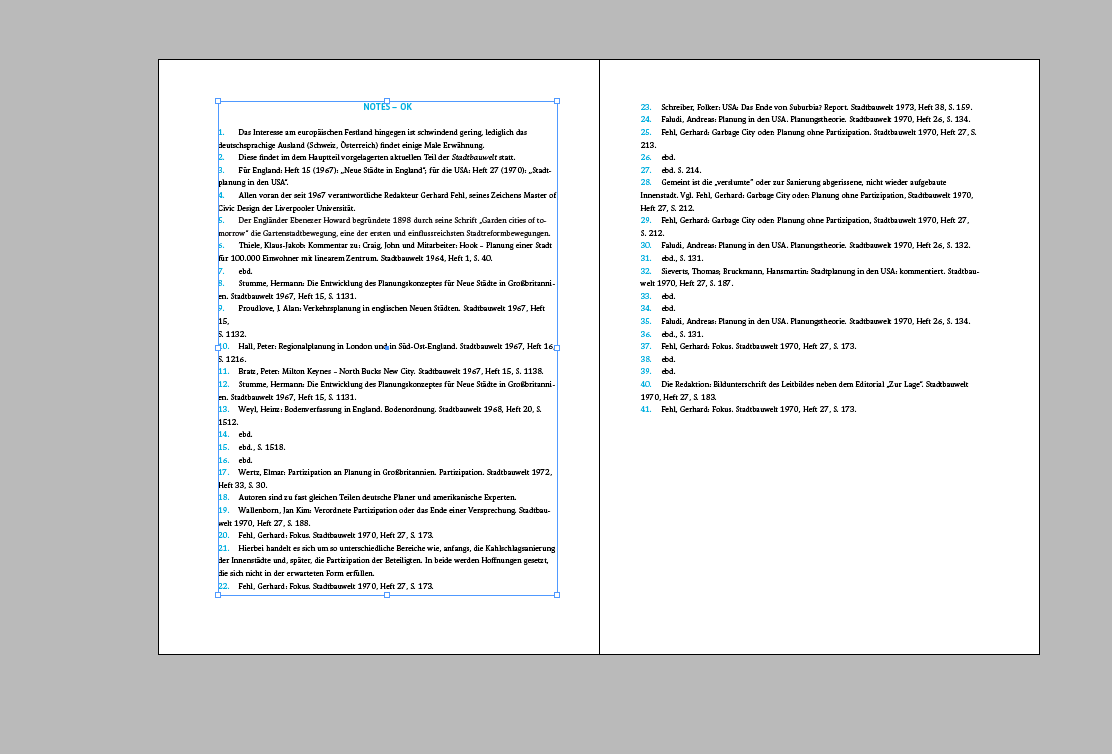 NOTES – OK
1. Das Interesse am europäischen Festland hingegen ist schwindend gering, lediglich das
deutschsprachige Ausland (Schweiz, Österreich) findet einige Male Erwähnung.
2. Diese findet im dem Hauptteil vorgelagerten aktuellen Teil der Stadtbauwelt statt.
3. Für England: Heft 15 (1967): „Neue Städte in England“; für die USA: Heft 27 (1970): „Stadt-
planung in den USA“.
4. Allen voran der seit 1967 verantwortliche Redakteur Gerhard Fehl, seines Zeichens Master of
Civic Design der Liverpooler Universität.
5. Der Engländer Ebenezer Howard begründete 1898 durch seine Schrift „Garden cities of to-
morrow“ die Gartenstadtbewegung, eine der ersten und einflussreichsten Stadtreformbewegungen.
6. Thiele, Klaus-Jakob: Kommentar zu: Craig, John und Mitarbeiter: Hook – Planung einer Stadt
für 100.000 Einwohner mit linearem Zentrum. Stadtbauwelt 1964, Heft 1, S. 40.
7. ebd.
8. Stumme, Hermann: Die Entwicklung des Planungskonzeptes für Neue Städte in Großbritanni-
en. Stadtbauwelt 1967, Heft 15, S. 1131.
9. Proudlove, J. Alan: Verkehrsplanung in englischen Neuen Städten. Stadtbauwelt 1967, Heft
15,
S. 1132.
10. Hall, Peter: Regionalplanung in London und in Süd-Ost-England. Stadtbauwelt 1967, Heft 16,
S. 1216.
11. Bratz, Peter: Milton Keynes – North Bucks New City. Stadtbauwelt 1967, Heft 15, S. 1138.
12. Stumme, Hermann: Die Entwicklung des Planungskonzeptes für Neue Städte in Großbritanni-
en. Stadtbauwelt 1967, Heft 15, S. 1131.
13. Weyl, Heinz: Bodenverfassung in England. Bodenordnung. Stadtbauwelt 1968, Heft 20, S.
1512.
14. ebd.
15. ebd., S. 1518.
16. ebd.
17. Wertz, Elmar: Partizipation an Planung in Großbritannien. Partizipation. Stadtbauwelt 1972,
Heft 33, S. 30.
18. Autoren sind zu fast gleichen Teilen deutsche Planer und amerikanische Experten.
19. Wallenborn, Jan Kim: Verordnete Partizipation oder das Ende einer Versprechung. Stadtbau-
welt 1970, Heft 27, S. 188.
20. Fehl, Gerhard: Fokus. Stadtbauwelt 1970, Heft 27, S. 173.
21. Hierbei handelt es sich um so unterschiedliche Bereiche wie, anfangs, die Kahlschlagsanierung
der Innenstädte und, später, die Partizipation der Beteiligten. In beide werden Hoffnungen gesetzt,
die sich nicht in der erwarteten Form erfüllen.
22. Fehl, Gerhard: Fokus. Stadtbauwelt 1970, Heft 27, S. 173.
23. Schreiber, Folker: USA: Das Ende von Suburbia? Report. Stadtbauwelt 1973, Heft 38, S. 159.
24. Faludi, Andreas: Planung in den USA. Planungstheorie. Stadtbauwelt 1970, Heft 26, S. 134.
25. Fehl, Gerhard: Garbage City oder: Planung ohne Partizipation. Stadtbauwelt 1970, Heft 27, S.
213.
26. ebd.
27. ebd. S. 214.
28. Gemeint ist die „verslumte“ oder zur Sanierung abgerissene, nicht wieder aufgebaute
Innenstadt. Vgl. Fehl, Gerhard: Garbage City oder: Planung ohne Partizipation, Stadtbauwelt 1970,
Heft 27, S. 212.
29. Fehl, Gerhard: Garbage City oder: Planung ohne Partizipation, Stadtbauwelt 1970, Heft 27,
S. 212.
30. Faludi, Andreas: Planung in den USA. Planungstheorie. Stadtbauwelt 1970, Heft 26, S. 132.
31. ebd., S. 131.
32. Sieverts, Thomas; Bruckmann, Hansmartin: Stadtplanung in den USA: kommentiert. Stadtbau-
welt 1970, Heft 27, S. 187.
33. ebd.
34. ebd.
35. Faludi, Andreas: Planung in den USA. Planungstheorie. Stadtbauwelt 1970, Heft 26, S. 134.
36. ebd., S. 131.
37. Fehl, Gerhard: Fokus. Stadtbauwelt 1970, Heft 27, S. 173.
38. ebd.
39. ebd.
40. Die Redaktion: Bildunterschrift des Leitbildes neben dem Editorial „Zur Lage“. Stadtbauwelt
1970, Heft 27, S. 183.
41. Fehl, Gerhard: Fokus. Stadtbauwelt 1970, Heft 27, S. 173.